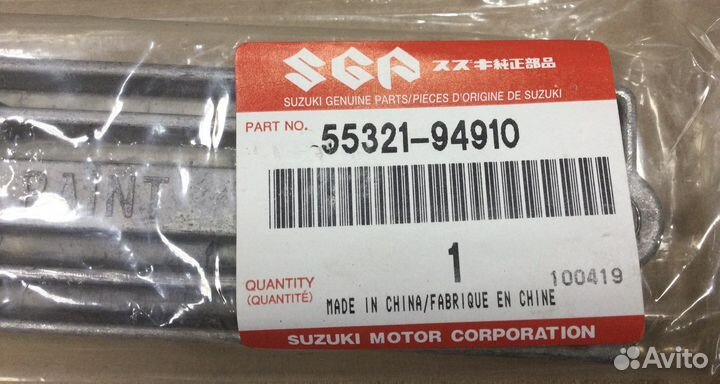 SGP スズキ純正部品
SUZUKI GENUINE PARTS/PIÈCES D'ORIGINE DE SUZUKI
PART NO. 55321-94910
PAINT
QUANTITY 1 100419
(QUANTITÉ)
MADE IN CHINA/FABRIQUE EN CHINE
SUZUKI MOTOR CORPORATION
Avito